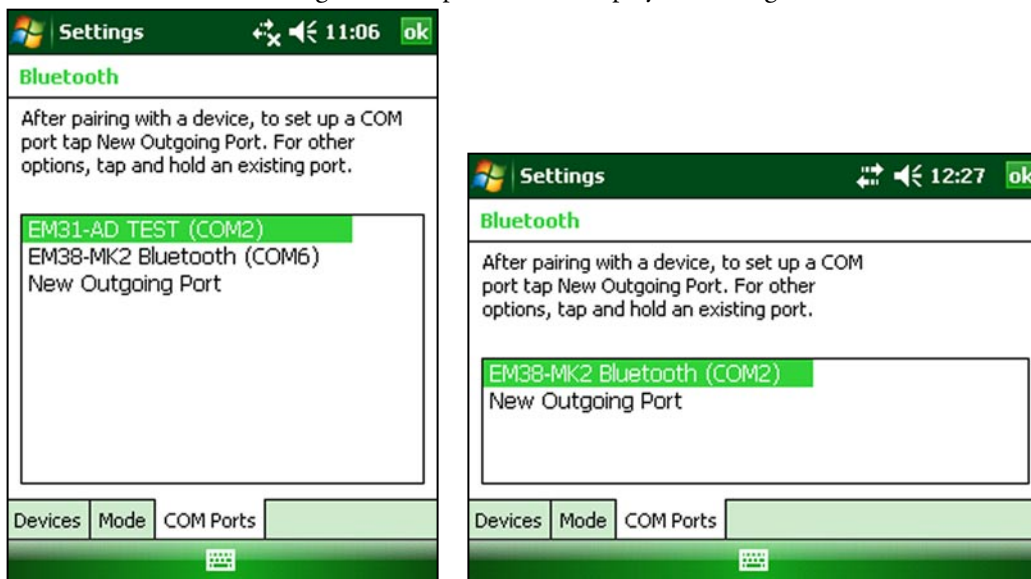 Settings 11:06 ok
Bluetooth
After pairing with a device, to set up a COM
port tap New Outgoing Port. For other
options, tap and hold an existing port.
EM31-AD TEST (COM2)
EM38-MK2 Bluetooth (COM6)
New Outgoing Port
Devices Mode COM Ports
Settings 12:27 ok
Bluetooth
After pairing with a device, to set up a COM
port tap New Outgoing Port. For other
options, tap and hold an existing port.
EM38-MK2 Bluetooth (COM2)
New Outgoing Port
Devices Mode COM Ports